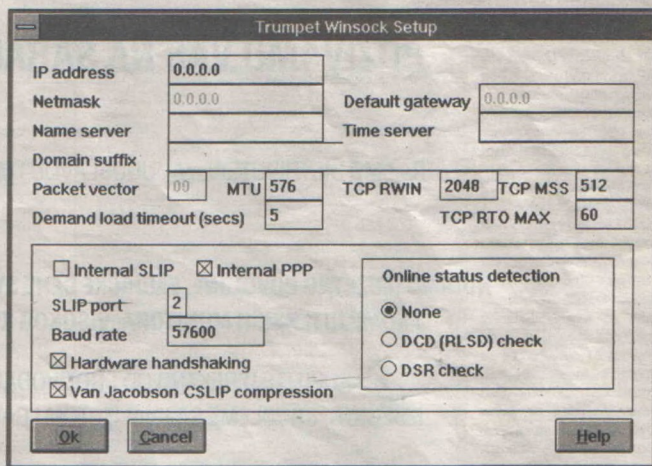 Trumpet Winsock Setup
IP address 0.0.0.0
Netmask 0.0.0.0 Default gateway 0.0.0.0
Name server Time server
Domain suffix
Packet vector 00 MTU 576 TCP RWIN 2048 TCP MSS 512
Demand load timeout (secs) 5 TCP RTO MAX 60
Internal SLIP Internal PPP
SLIP port 2
Baud rate 57600
Hardware handshaking
Van Jacobson CSLIP compression
Online status detection
None
DCD (RLSD) check
DSR check
Ok Cancel Help